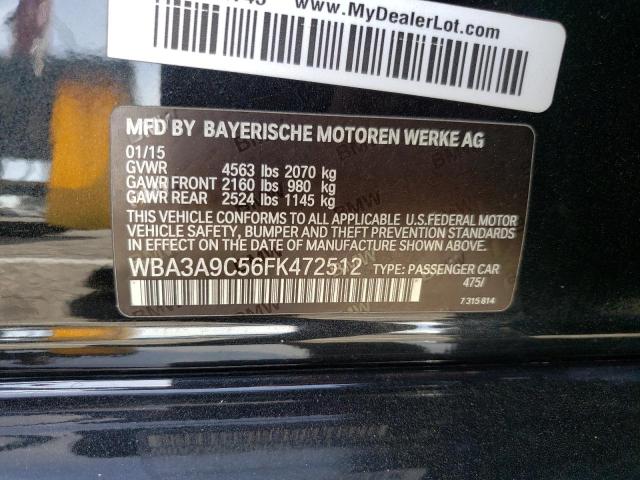 www.MyDealerLot.com
MFD BY BAYERISCHE MOTOREN WERKE AG
01/15
GVWR 4563 lbs 2070 kg
GAWR FRONT 2160 lbs 980 kg
GAWR REAR 2524 lbs 1145 kg
THIS VEHICLE CONFORMS TO ALL APPLICABLE U.S.FEDERAL MOTOR
VEHICLE SAFETY, BUMPER, AND THEFT PREVENTION STANDARDS
IN EFFECT ON THE DATE OF MANUFACTURE SHOWN ABOVE.
WBA3A9C56FK472512 TYPE: PASSENGER CAR
475/
7 315 814